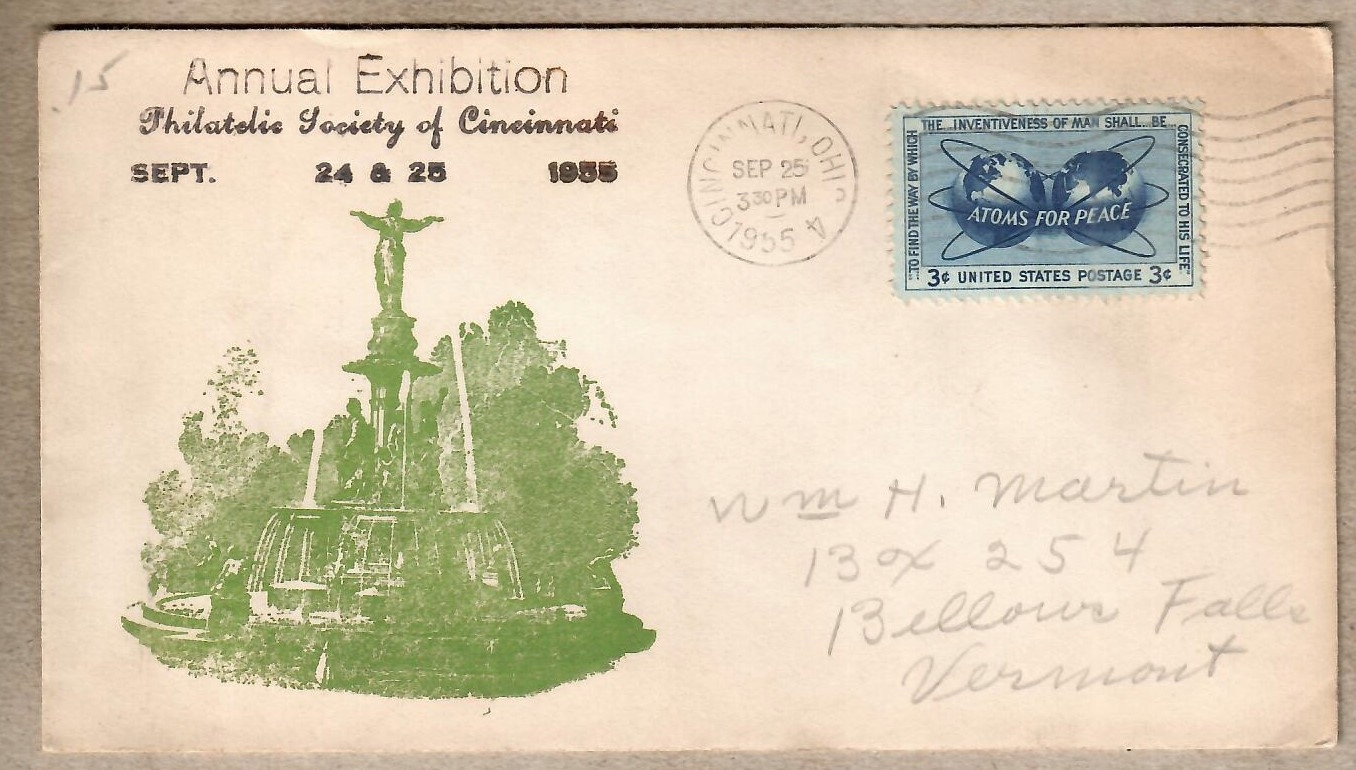 .15
Annual Exhibition
Philatelic Society of Cincinnati
SEPT. 24 & 25 1955
CINCINNATI, OHIO
SEP 25
3 30 PM
1955
"TO FIND THE WAY BY WHICH
THE...INVENTIVENESS OF MAN SHALL...BE...
CONSECRATED TO HIS LIFE"
ATOMS FOR PEACE
3¢ UNITED STATES POSTAGE 3¢
Wm H. Martin
Box 254
Bellows Falls
Vermont